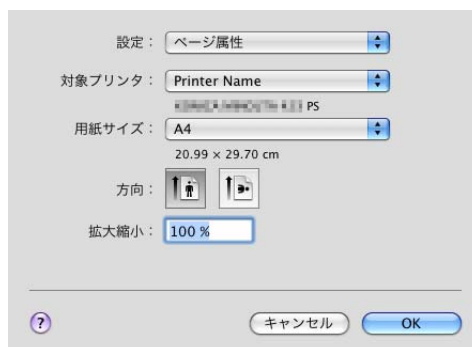 設定： ページ属性
対象プリンタ： Printer Name
PS
用紙サイズ： A4
20.99 × 29.70 cm
方向：
拡大縮小： 100 %
? キャンセル OK